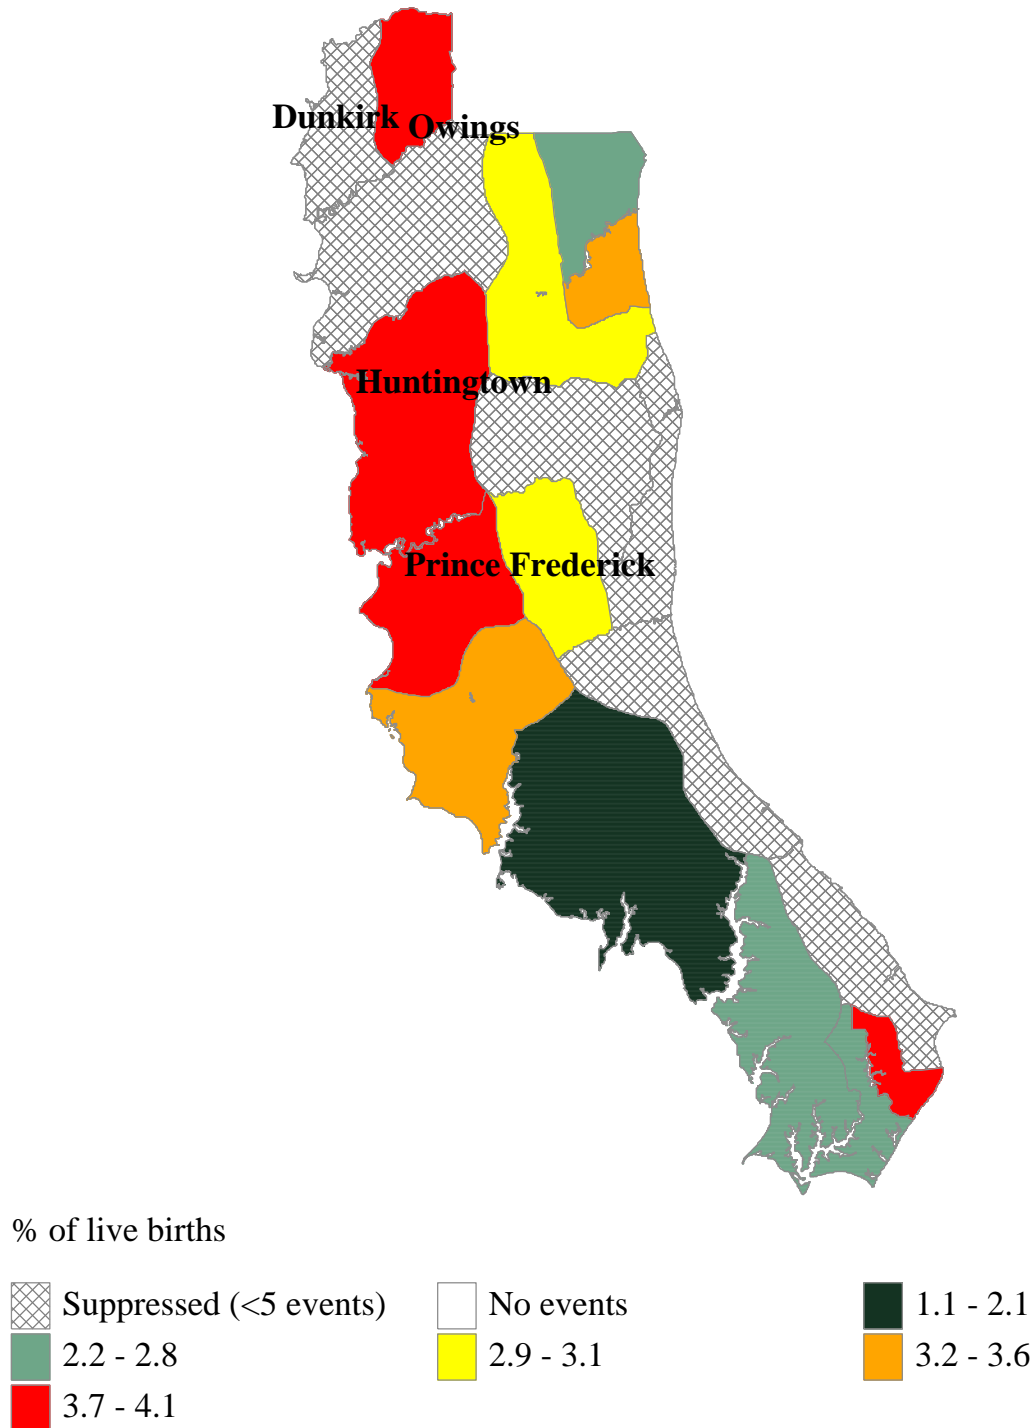 Dunkirk
Owings
Huntingtown
Prince Frederick
% of live births
Suppressed (<5 events)
No events
1.1 - 2.1
2.2 - 2.8
2.9 - 3.1
3.2 - 3.6
3.7 - 4.1